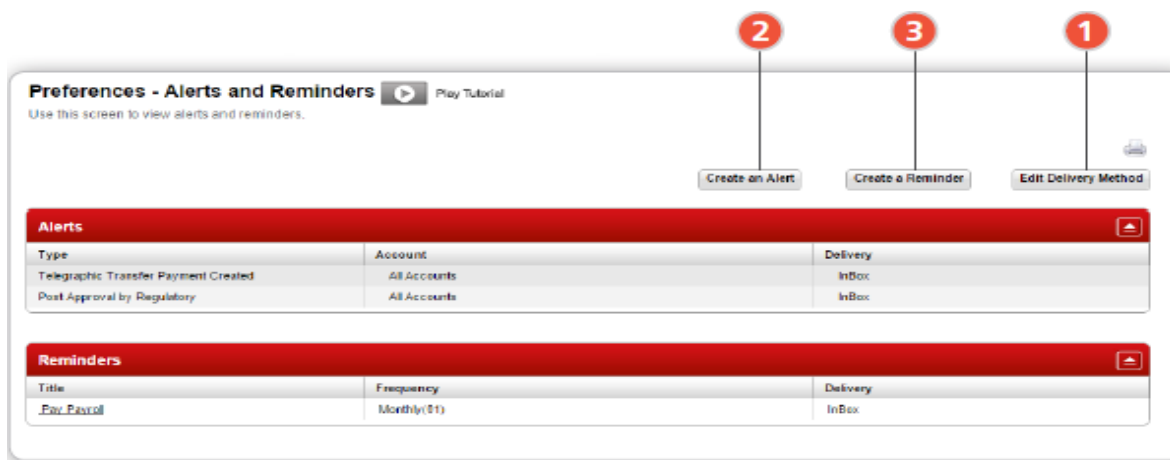 2 3 1
Preferences - Alerts and Reminders Play Tutorial
Use this screen to view alerts and reminders.
Create an Alert Create a Reminder Edit Delivery Method
Alerts
Type Account Delivery
Telegraphic Transfer Payment Created All Accounts InBox
Post Approval by Regulatory All Accounts InBox
Reminders
Title Frequency Delivery
Pay Payroll Monthly(01) InBox